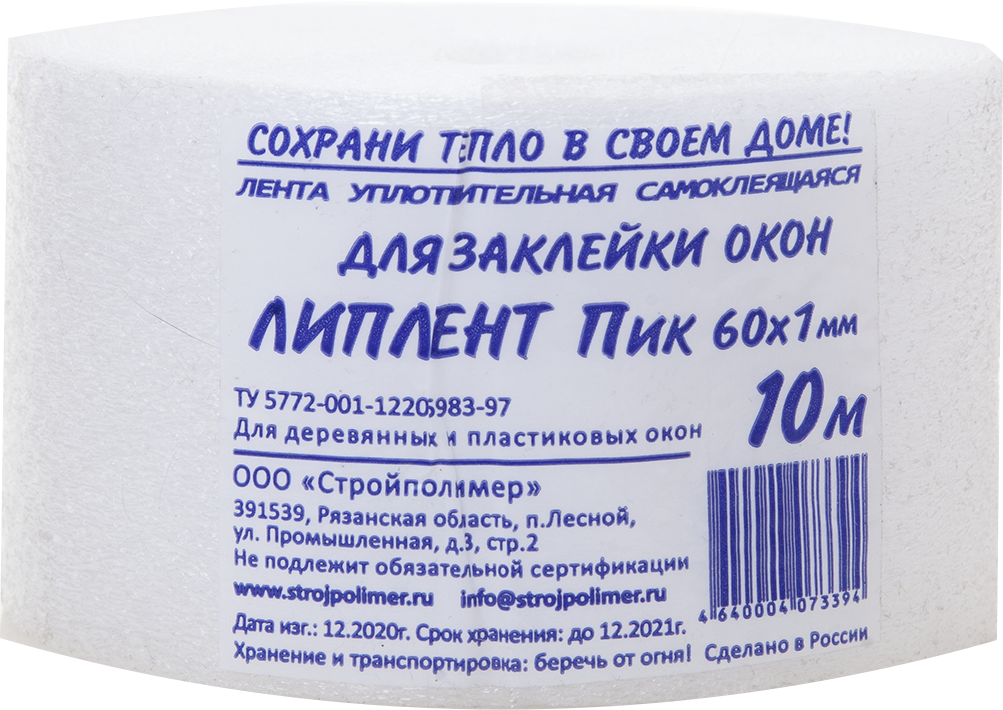 СОХРАНИ ТЕПЛО В СВОЕМ ДОМЕ!
ЛЕНТА УПЛОТНИТЕЛЬНАЯ САМОКЛЕЯЩАЯСЯ
ДЛЯ ЗАКЛЕЙКИ ОКОН
ЛИПЛЕНТ Пик 60х1мм
10м
ТУ 5772-001-12205983-97
Для деревянных и пластиковых окон
ООО «Стройполимер»
391539, Рязанская область, п.Лесной,
ул. Промышленная, д.3, стр.2
Не подлежит обязательной сертификации
www.strojpolimer.ru info@strojpolimer.ru
4 640004 073394
Дата изг.: 12.2020г. Срок хранения: до 12.2021г.
Хранение и транспортировка: беречь от огня! Сделано в России